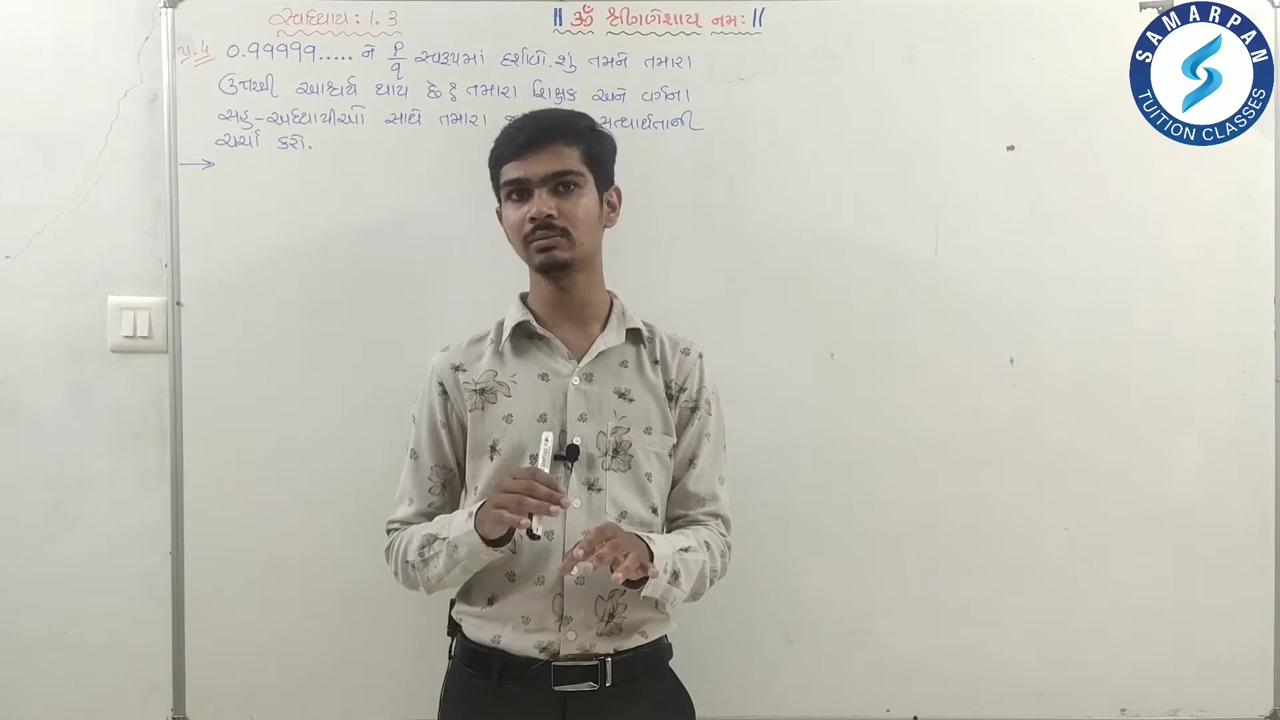 સ્વાધ્યાય: 1.3
|| ૐ શ્રી ગણેશાય નમ: ||
પ્ર.4 0.99999..... ને p/q સ્વરૂપમાં દર્શાવો. શું તમને તમારા
ઉત્તરથી આશ્ચર્ય થાય છે? તમારા શિક્ષક અને વર્ગના
સહ-અધ્યાયીઓ સાથે તમારા સત્યાર્થતાની
ચર્ચા કરો.
→
SAMARPAN
TUITION CLASSES